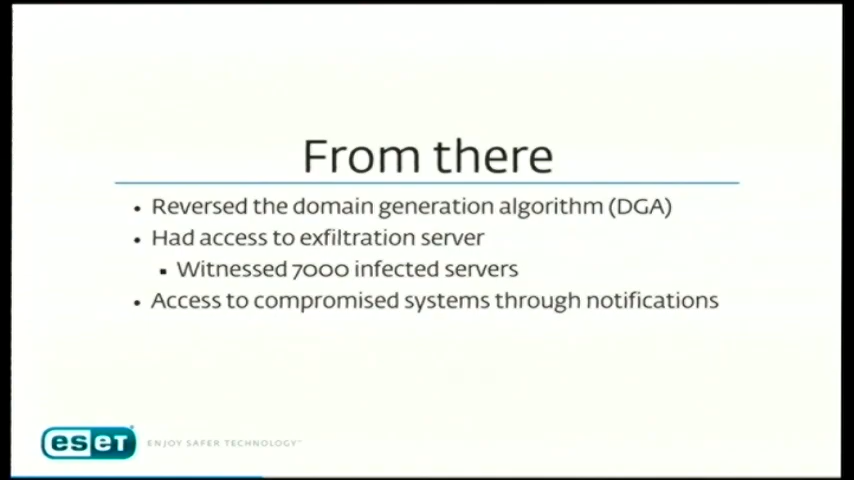 From there
• Reversed the domain generation algorithm (DGA)
• Had access to exfiltration server
▪ Witnessed 7000 infected servers
• Access to compromised systems through notifications
eseT ENJOY SAFER TECHNOLOGY™